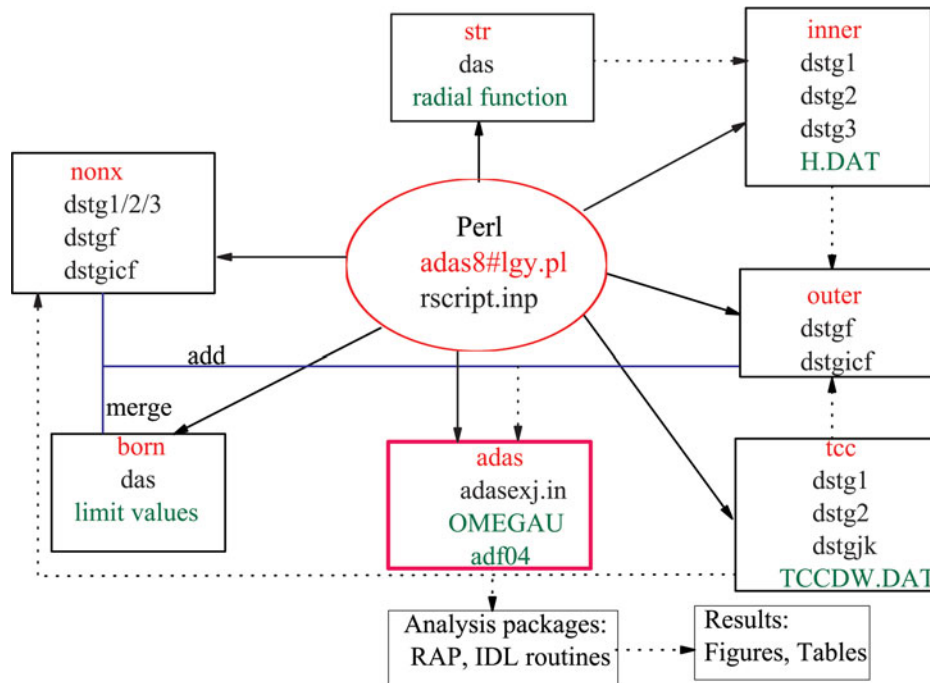 str
das
radial function
inner
dstg1
dstg2
dstg3
H.DAT
nonx
dstg1/2/3
dstgf
dstgicf
Perl
adas8#lgy.pl
rscript.inp
outer
dstgf
dstgicf
add
merge
born
das
limit values
adas
adasexj.in
OMEGAU
adf04
tcc
dstg1
dstg2
dstgjk
TCCDW.DAT
Analysis packages:
RAP, IDL routines
Results:
Figures, Tables